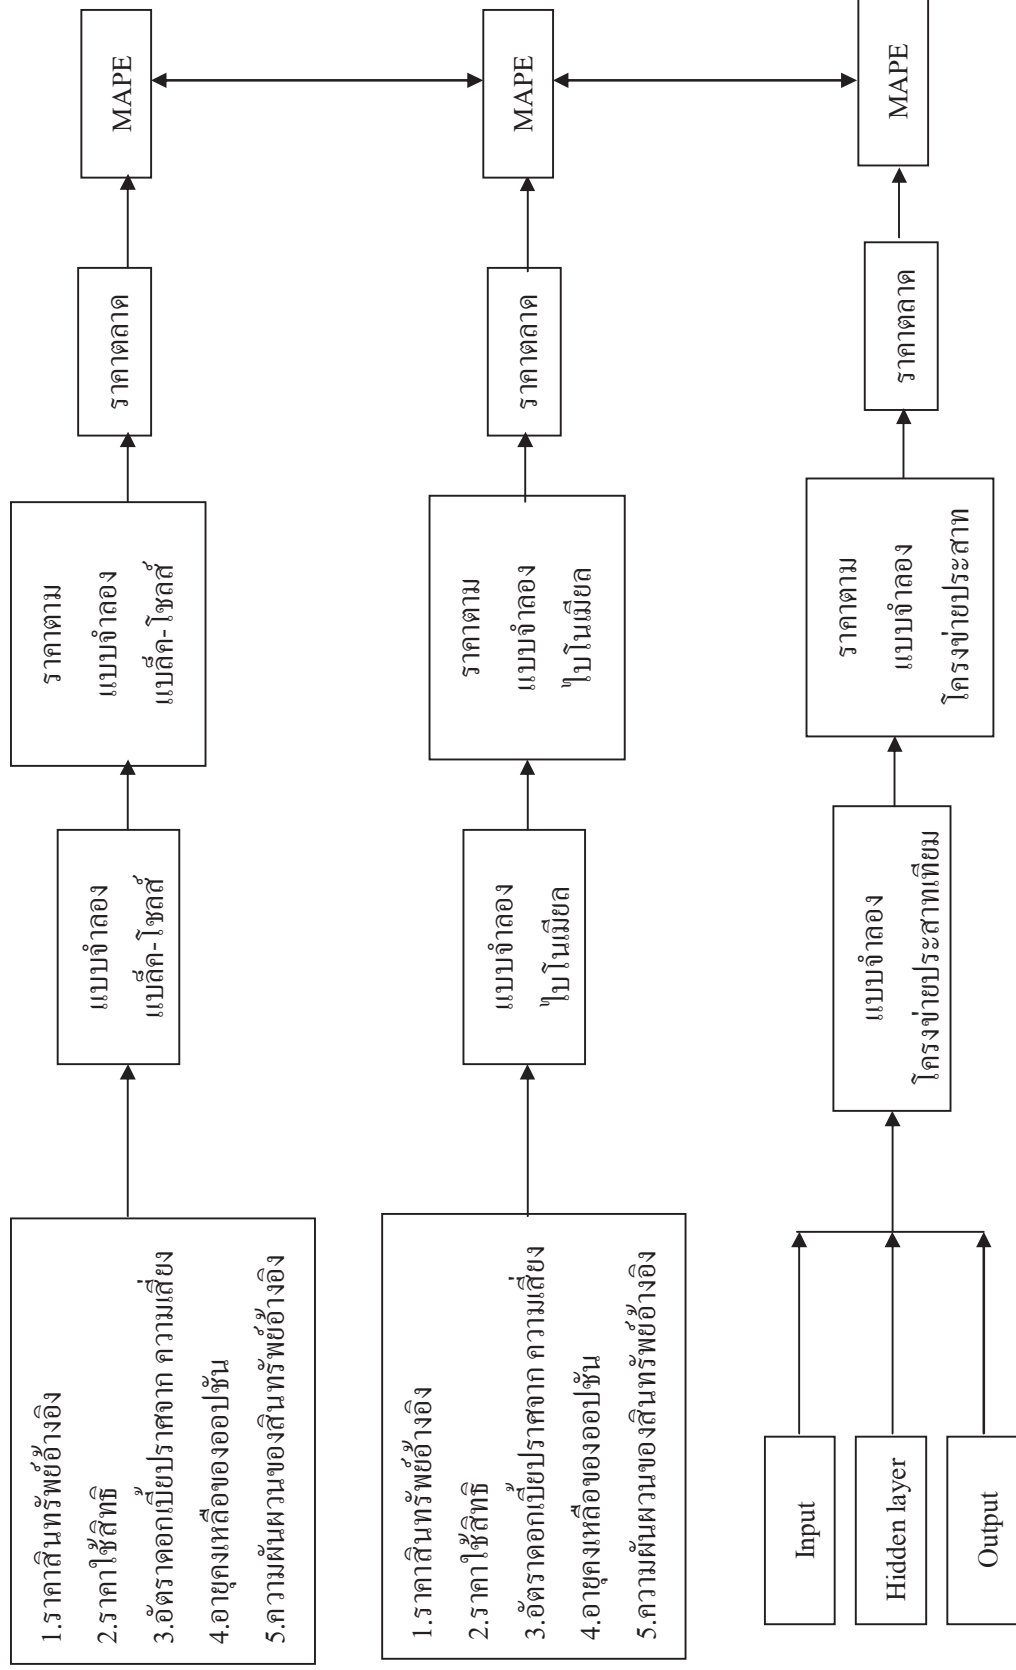 1.ราคาสินทรัพย์อ้างอิง
2.ราคาใช้สิทธิ
3.อัตราดอกเบี้ยปราศจาก ความเสี่ยง
4.อายุคงเหลือของออปชัน
5.ความผันผวนของสินทรัพย์อ้างอิง
แบบจำลอง
แบล็ค-โชลส์
ราคาตาม
แบบจำลอง
แบล็ค-โชลส์
ราคาตลาด
MAPE
1.ราคาสินทรัพย์อ้างอิง
2.ราคาใช้สิทธิ
3.อัตราดอกเบี้ยปราศจาก ความเสี่ยง
4.อายุคงเหลือของออปชัน
5.ความผันผวนของสินทรัพย์อ้างอิง
แบบจำลอง
ไบโนเมียล
ราคาตาม
แบบจำลอง
ไบโนเมียล
ราคาตลาด
MAPE
Input
Hidden layer
Output
แบบจำลอง
โครงข่ายประสาทเทียม
ราคาตาม
แบบจำลอง
โครงข่ายประสาท
ราคาตลาด
MAPE